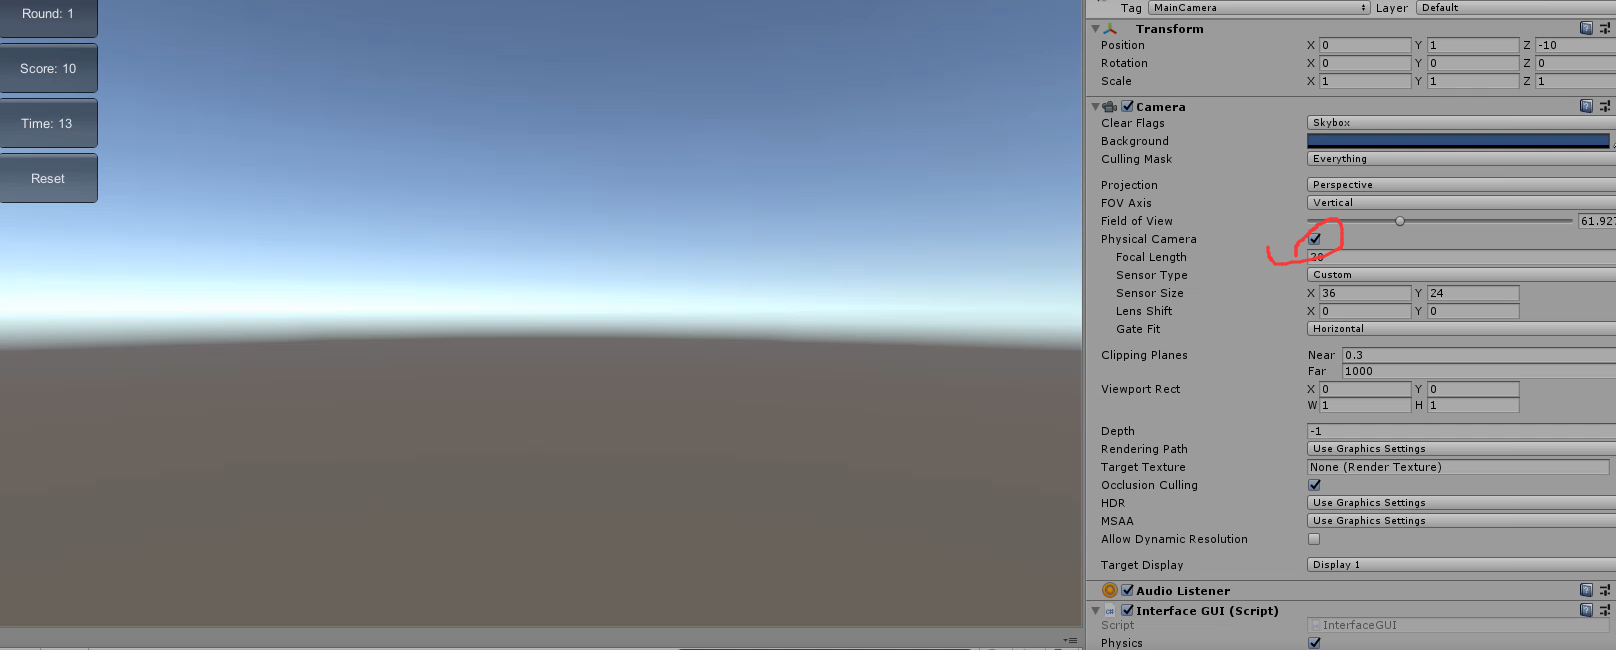 Round: 1
Score: 10
Time: 13
Reset
Tag MainCamera Layer Default
Transform
Position X 0 Y 1 Z -10
Rotation X 0 Y 0 Z 0
Scale X 1 Y 1 Z 1
Camera
Clear Flags Skybox
Background
Culling Mask Everything
Projection Perspective
FOV Axis Vertical
Field of View 61.927
Physical Camera
Focal Length 20
Sensor Type Custom
Sensor Size X 36 Y 24
Lens Shift X 0 Y 0
Gate Fit Horizontal
Clipping Planes Near 0.3
Far 1000
Viewport Rect X 0 Y 0
W 1 H 1
Depth -1
Rendering Path Use Graphics Settings
Target Texture None (Render Texture)
Occlusion Culling
HDR Use Graphics Settings
MSAA Use Graphics Settings
Allow Dynamic Resolution
Target Display Display 1
Audio Listener
Interface GUI (Script)
Script InterfaceGUI
Physics